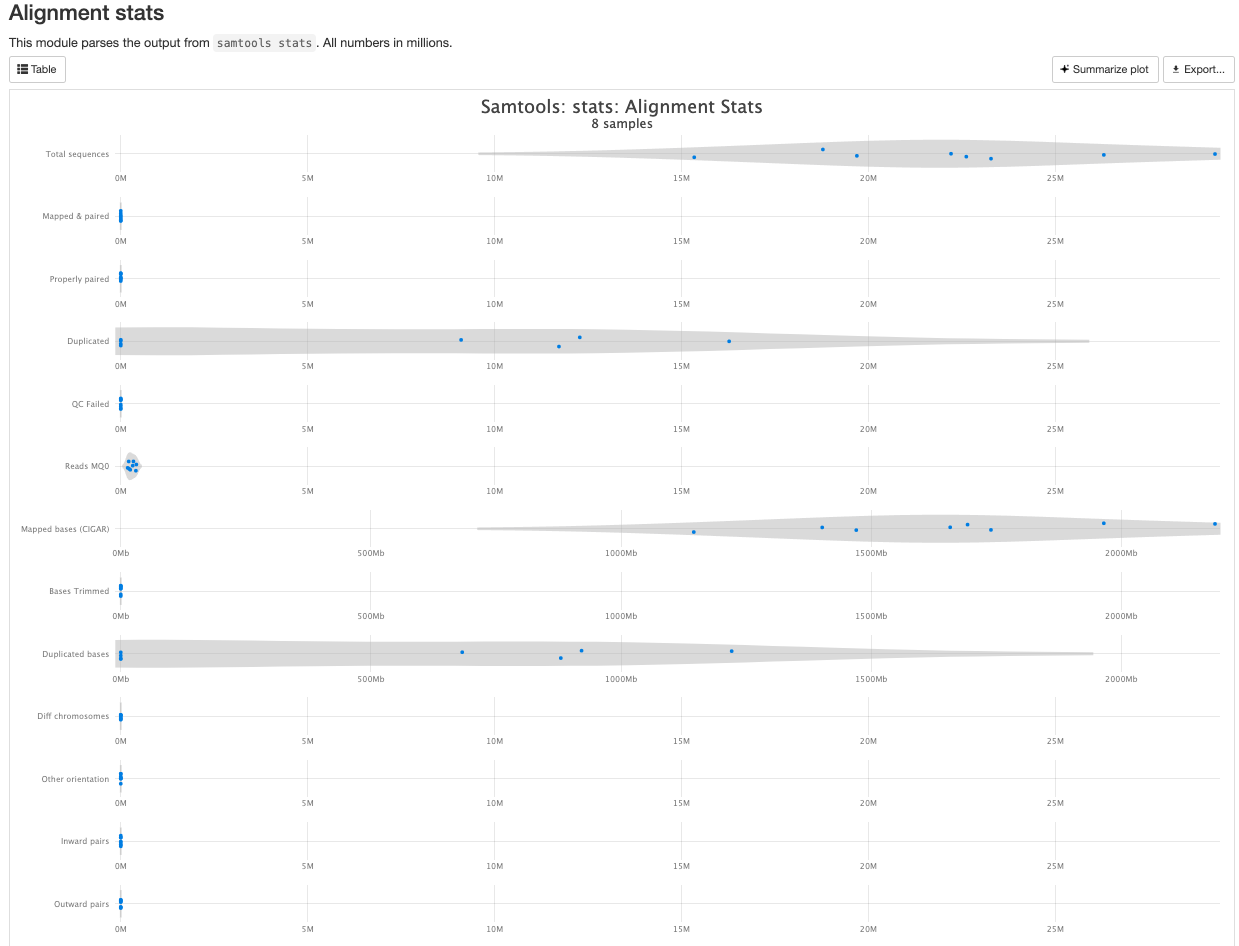 Alignment stats
This module parses the output from samtools stats. All numbers in millions.
Table
Summarize plot
Export...
Samtools: stats: Alignment Stats
8 samples
Total sequences
0M 5M 10M 15M 20M 25M
Mapped & paired
0M 5M 10M 15M 20M 25M
Properly paired
0M 5M 10M 15M 20M 25M
Duplicated
0M 5M 10M 15M 20M 25M
QC Failed
0M 5M 10M 15M 20M 25M
Reads MQ0
0M 5M 10M 15M 20M 25M
Mapped bases (CIGAR)
0Mb 500Mb 1000Mb 1500Mb 2000Mb
Bases Trimmed
0Mb 500Mb 1000Mb 1500Mb 2000Mb
Duplicated bases
0Mb 500Mb 1000Mb 1500Mb 2000Mb
Diff chromosomes
0M 5M 10M 15M 20M 25M
Other orientation
0M 5M 10M 15M 20M 25M
Inward pairs
0M 5M 10M 15M 20M 25M
Outward pairs
0M 5M 10M 15M 20M 25M